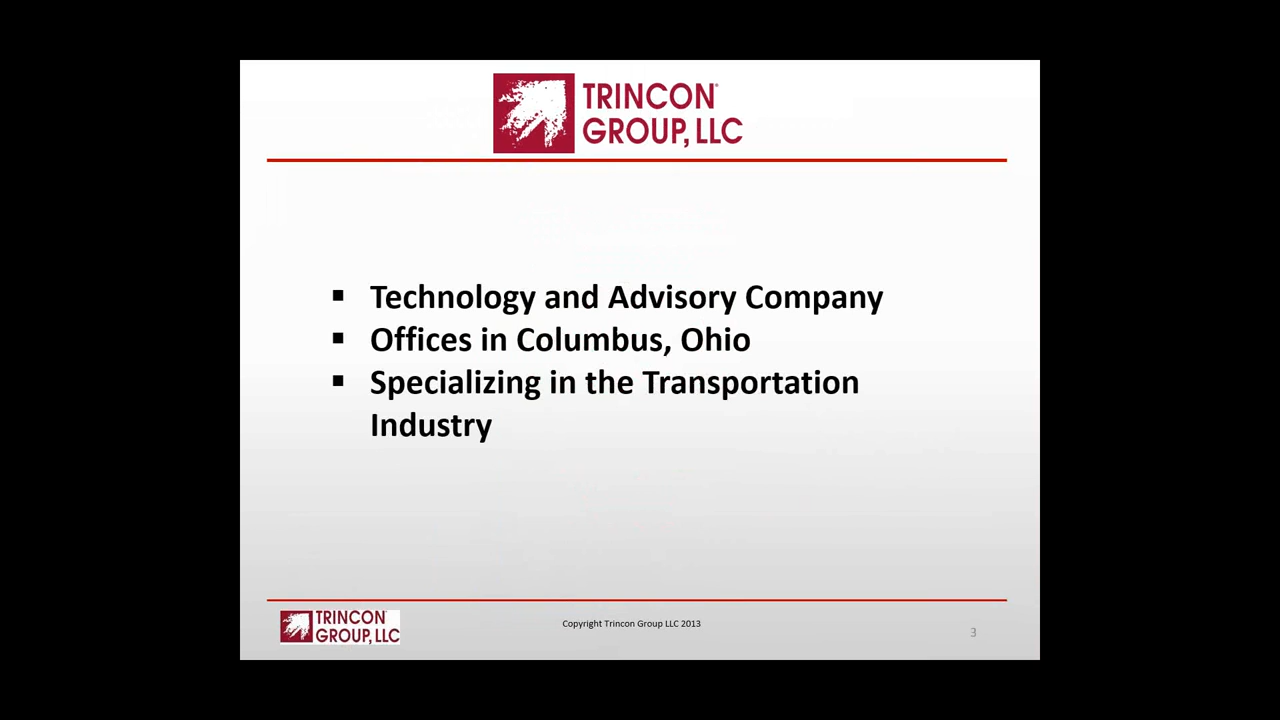 TRINCON
GROUP, LLC
▪ Technology and Advisory Company
▪ Offices in Columbus, Ohio
▪ Specializing in the Transportation
Industry
TRINCON
GROUP, LLC
Copyright Trincon Group LLC 2013
3